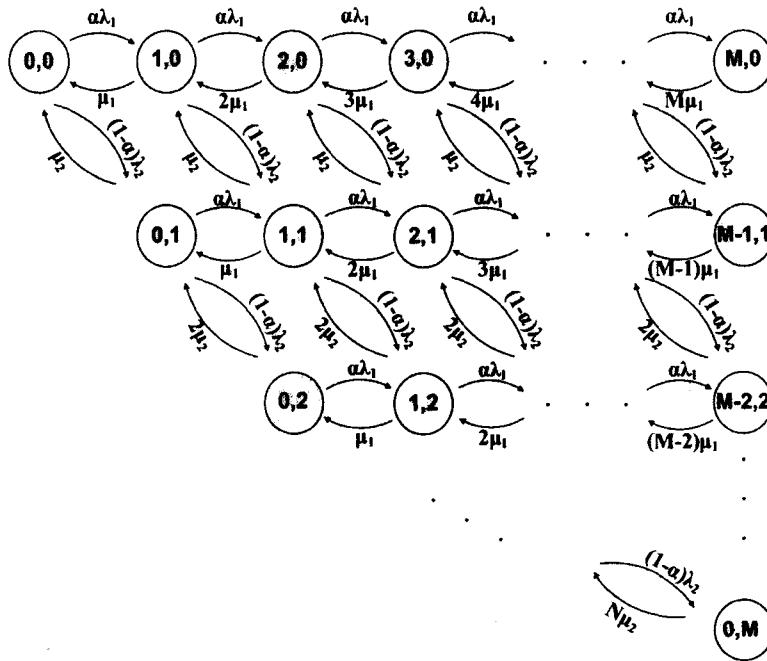 αλ₁ αλ₁ αλ₁ αλ₁ αλ₁
0,0 1,0 2,0 3,0 . . . M,0
μ₁ 2μ₁ 3μ₁ 4μ₁ Mμ₁
μ₂ (1-α)λ₂ μ₂ (1-α)λ₂ μ₂ (1-α)λ₂ μ₂ (1-α)λ₂ μ₂ (1-α)λ₂
αλ₁ αλ₁ αλ₁ αλ₁
0,1 1,1 2,1 . . . M-1,1
μ₁ 2μ₁ 3μ₁ (M-1)μ₁
2μ₂ (1-α)λ₂ 2μ₂ (1-α)λ₂ 2μ₂ (1-α)λ₂ 2μ₂ (1-α)λ₂
αλ₁ αλ₁ αλ₁
0,2 1,2 . . . M-2,2
μ₁ 2μ₁ (M-2)μ₁
(1-α)λ₂
Nμ₂
0,M